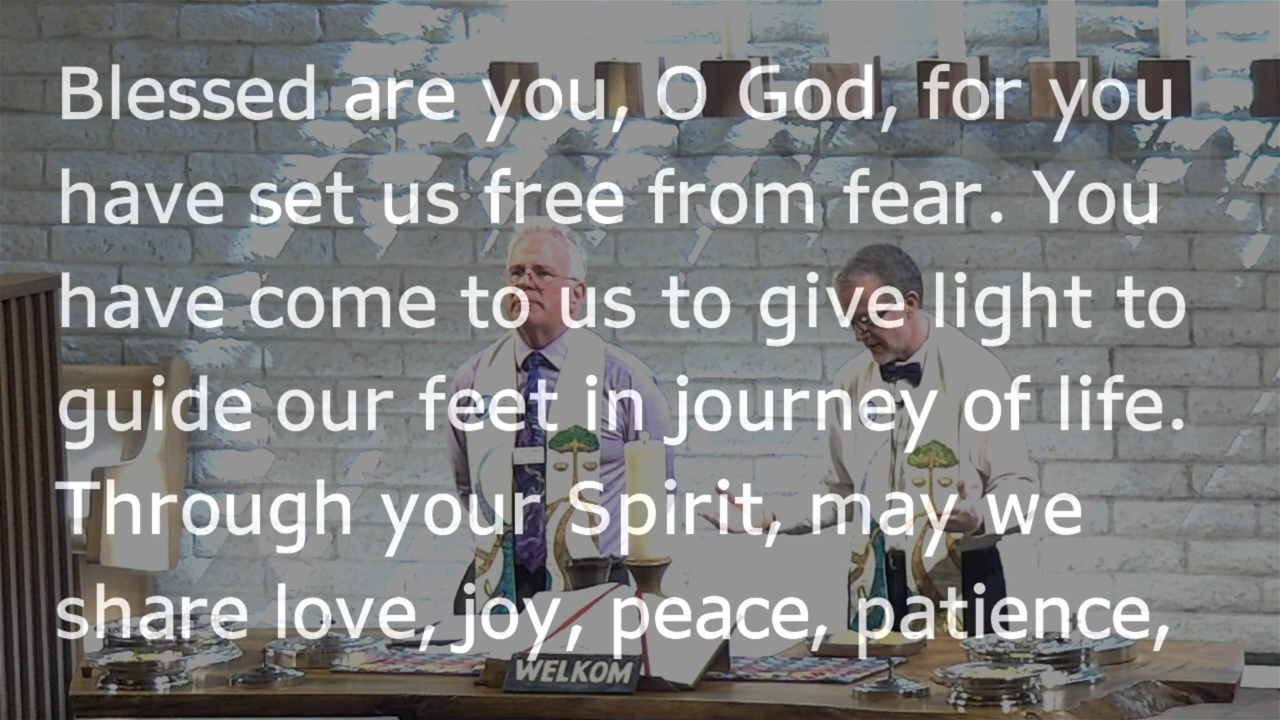 Blessed are you, O God, for you
have set us free from fear. You
have come to us to give light to
guide our feet in journey of life.
Through your Spirit, may we
share love, joy, peace, patience,
WELKOM